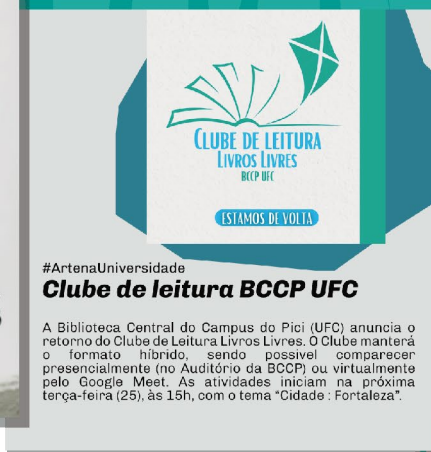 CLUBE DE LEITURA
LIVROS LIVRES
BCCP UFC
ESTAMOS DE VOLTA
#ArtenaUniversidade
Clube de leitura BCCP UFC
A Biblioteca Central do Campus do Pici (UFC) anuncia o
retorno do Clube de Leitura Livros Livres. O Clube manterá
o formato híbrido, sendo possivel comparecer
presencialmente (no Auditório da BCCP) ou virtualmente
pelo Google Meet. As atividades iniciam na próxima
terça-feira (25), às 15h, com o tema "Cidade : Fortaleza".